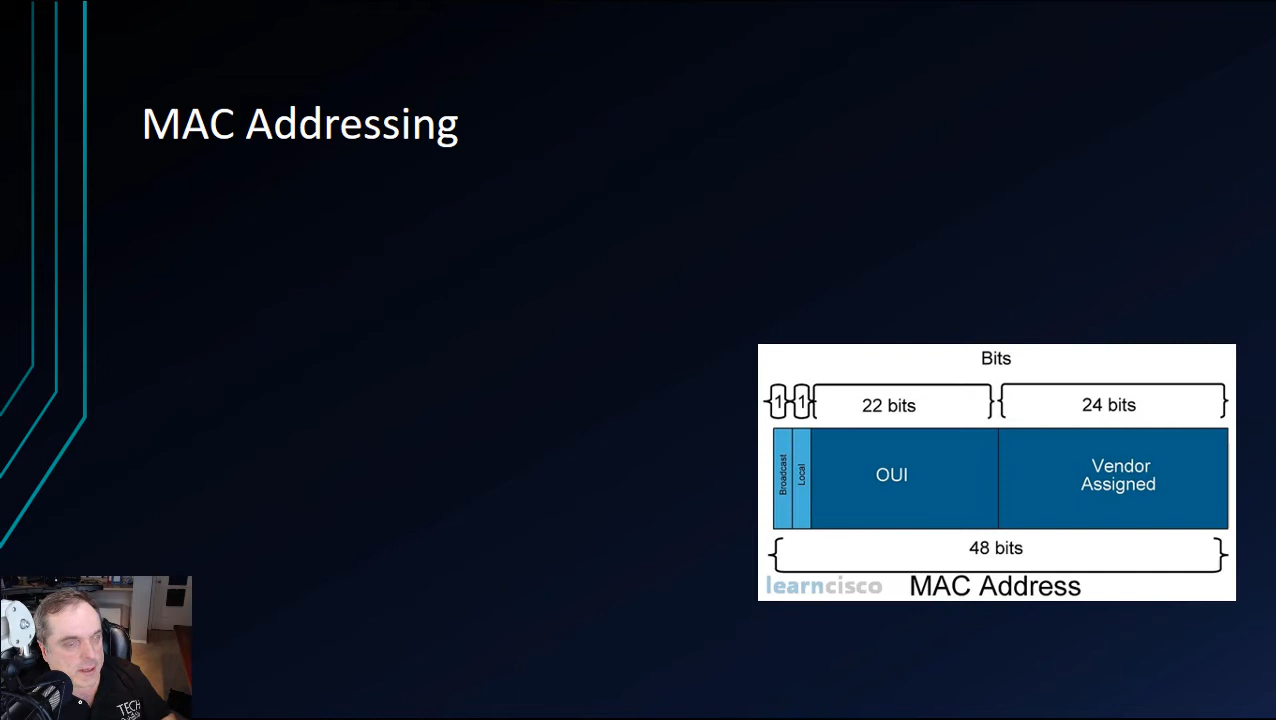 MAC Addressing
Bits
1 1 22 bits 24 bits
Broadcast
Local
OUI
Vendor
Assigned
48 bits
learncisco MAC Address
TECH